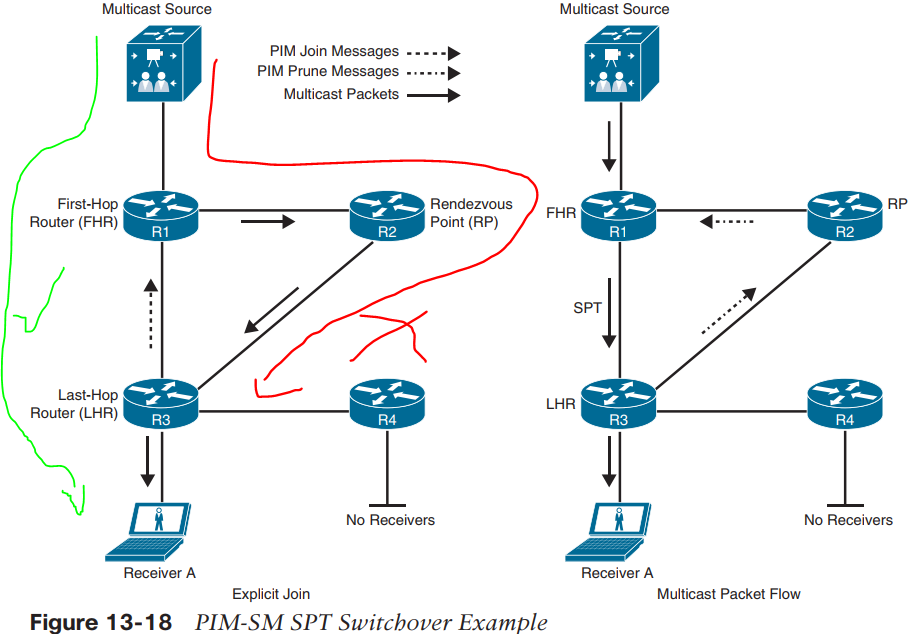 Multicast Source
PIM Join Messages
PIM Prune Messages
Multicast Packets
First-Hop
Router (FHR)
R1
R2
Rendezvous
Point (RP)
Last-Hop
Router (LHR)
R3
R4
No Receivers
Receiver A
Explicit Join
Multicast Source
FHR
R1
R2
RP
SPT
LHR
R3
R4
No Receivers
Receiver A
Multicast Packet Flow
Figure 13-18 PIM-SM SPT Switchover Example